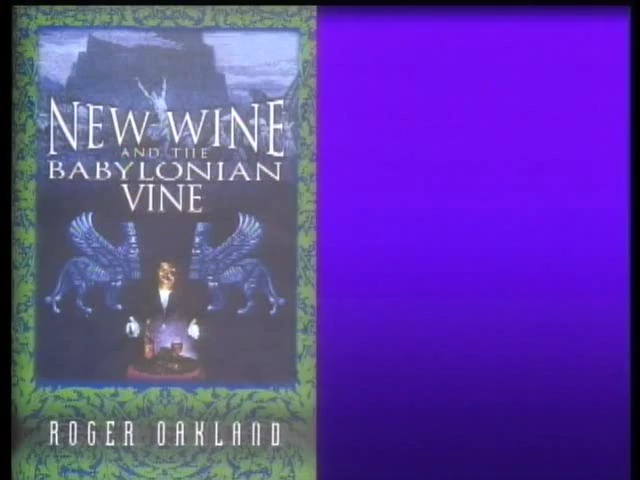 NEW WINE
AND THE
BABYLONIAN
VINE
ROGER OAKLAND